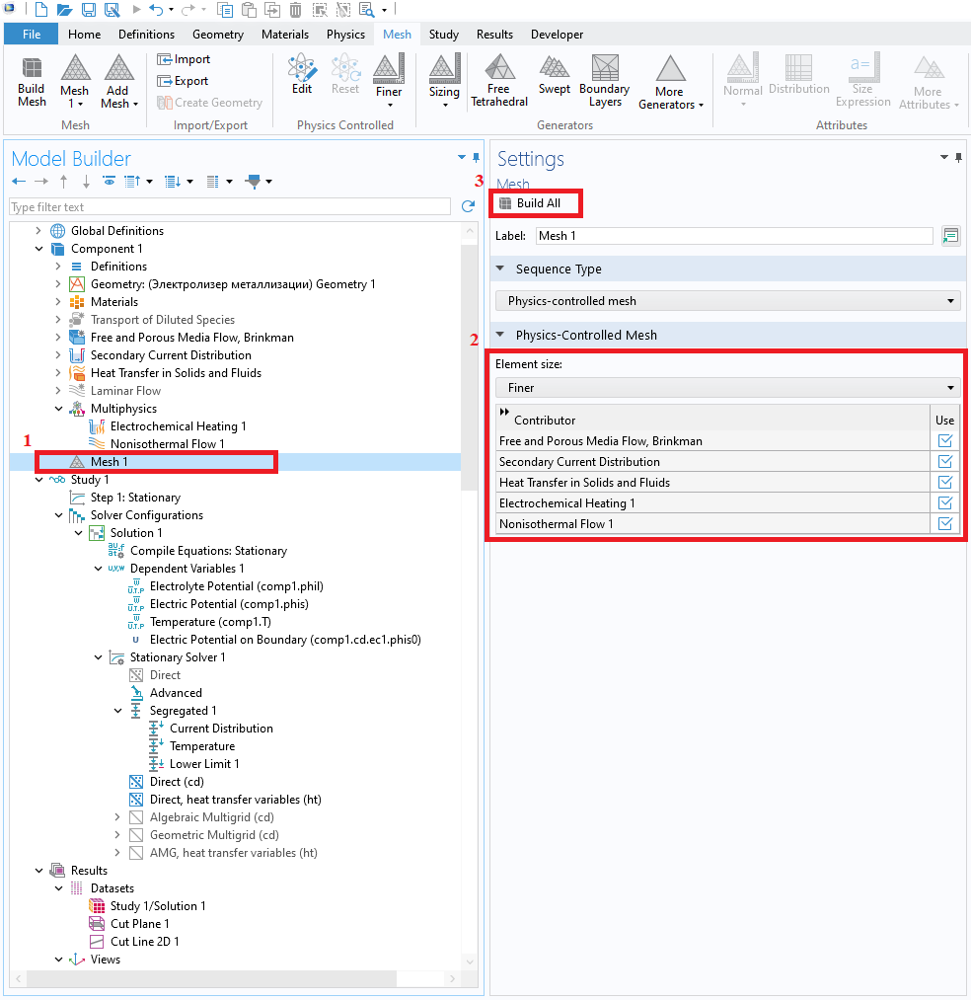 File Home Definitions Geometry Materials Physics Mesh Study Results Developer
Build Mesh
Mesh 1
Add Mesh
Import
Export
Create Geometry
Edit
Reset
Finer
Sizing
Free Tetrahedral
Swept
Boundary Layers
More Generators
Normal
Distribution
Size Expression
More Attributes
Mesh Import/Export Physics Controlled Generators Attributes
Model Builder
Type filter text
Global Definitions
Component 1
Definitions
Geometry: (Электролизер металлизации) Geometry 1
Materials
Transport of Diluted Species
Free and Porous Media Flow, Brinkman
Secondary Current Distribution
Heat Transfer in Solids and Fluids
Laminar Flow
Multiphysics
Electrochemical Heating 1
Nonisothermal Flow 1
1
Mesh 1
Study 1
Step 1: Stationary
Solver Configurations
Solution 1
Compile Equations: Stationary
Dependent Variables 1
Electrolyte Potential (comp1.phil)
Electric Potential (comp1.phis)
Temperature (comp1.T)
Electric Potential on Boundary (comp1.cd.ec1.phis0)
Stationary Solver 1
Direct
Advanced
Segregated 1
Current Distribution
Temperature
Lower Limit 1
Direct (cd)
Direct, heat transfer variables (ht)
Algebraic Multigrid (cd)
Geometric Multigrid (cd)
AMG, heat transfer variables (ht)
Results
Datasets
Study 1/Solution 1
Cut Plane 1
Cut Line 2D 1
Views
Settings
Mesh
3
Build All
Label: Mesh 1
Sequence Type
Physics-controlled mesh
Physics-Controlled Mesh
2
Element size:
Finer
Contributor Use
Free and Porous Media Flow, Brinkman
Secondary Current Distribution
Heat Transfer in Solids and Fluids
Electrochemical Heating 1
Nonisothermal Flow 1